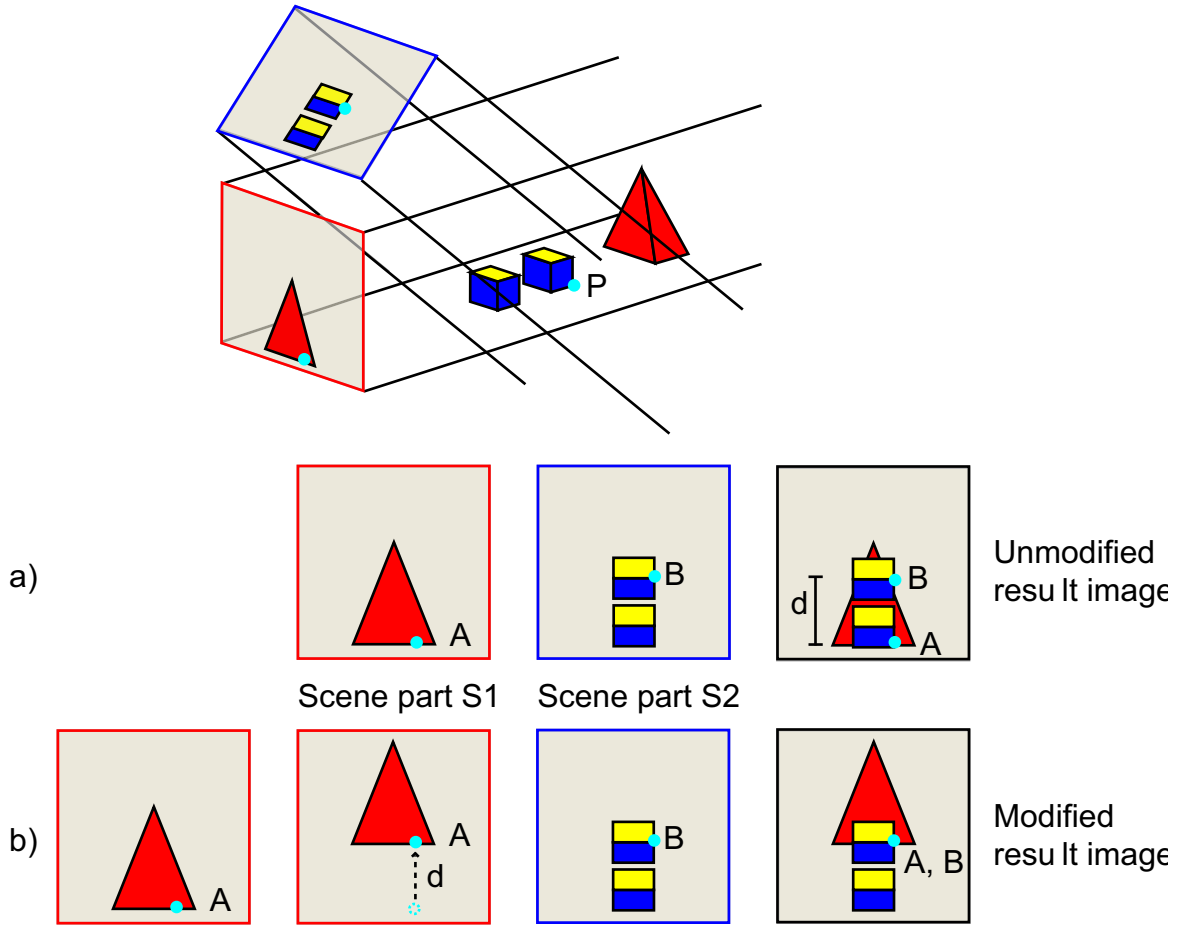 P
a)
A
B
d
B
A
Unmodified
resu lt image
Scene part S1
Scene part S2
b)
A
A
d
B
A, B
Modified
resu lt image